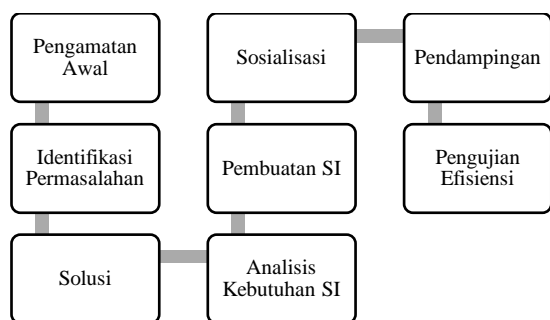 Pengamatan
Awal
Identifikasi
Permasalahan
Solusi
Analisis
Kebutuhan SI
Pembuatan SI
Sosialisasi
Pendampingan
Pengujian
Efisiensi